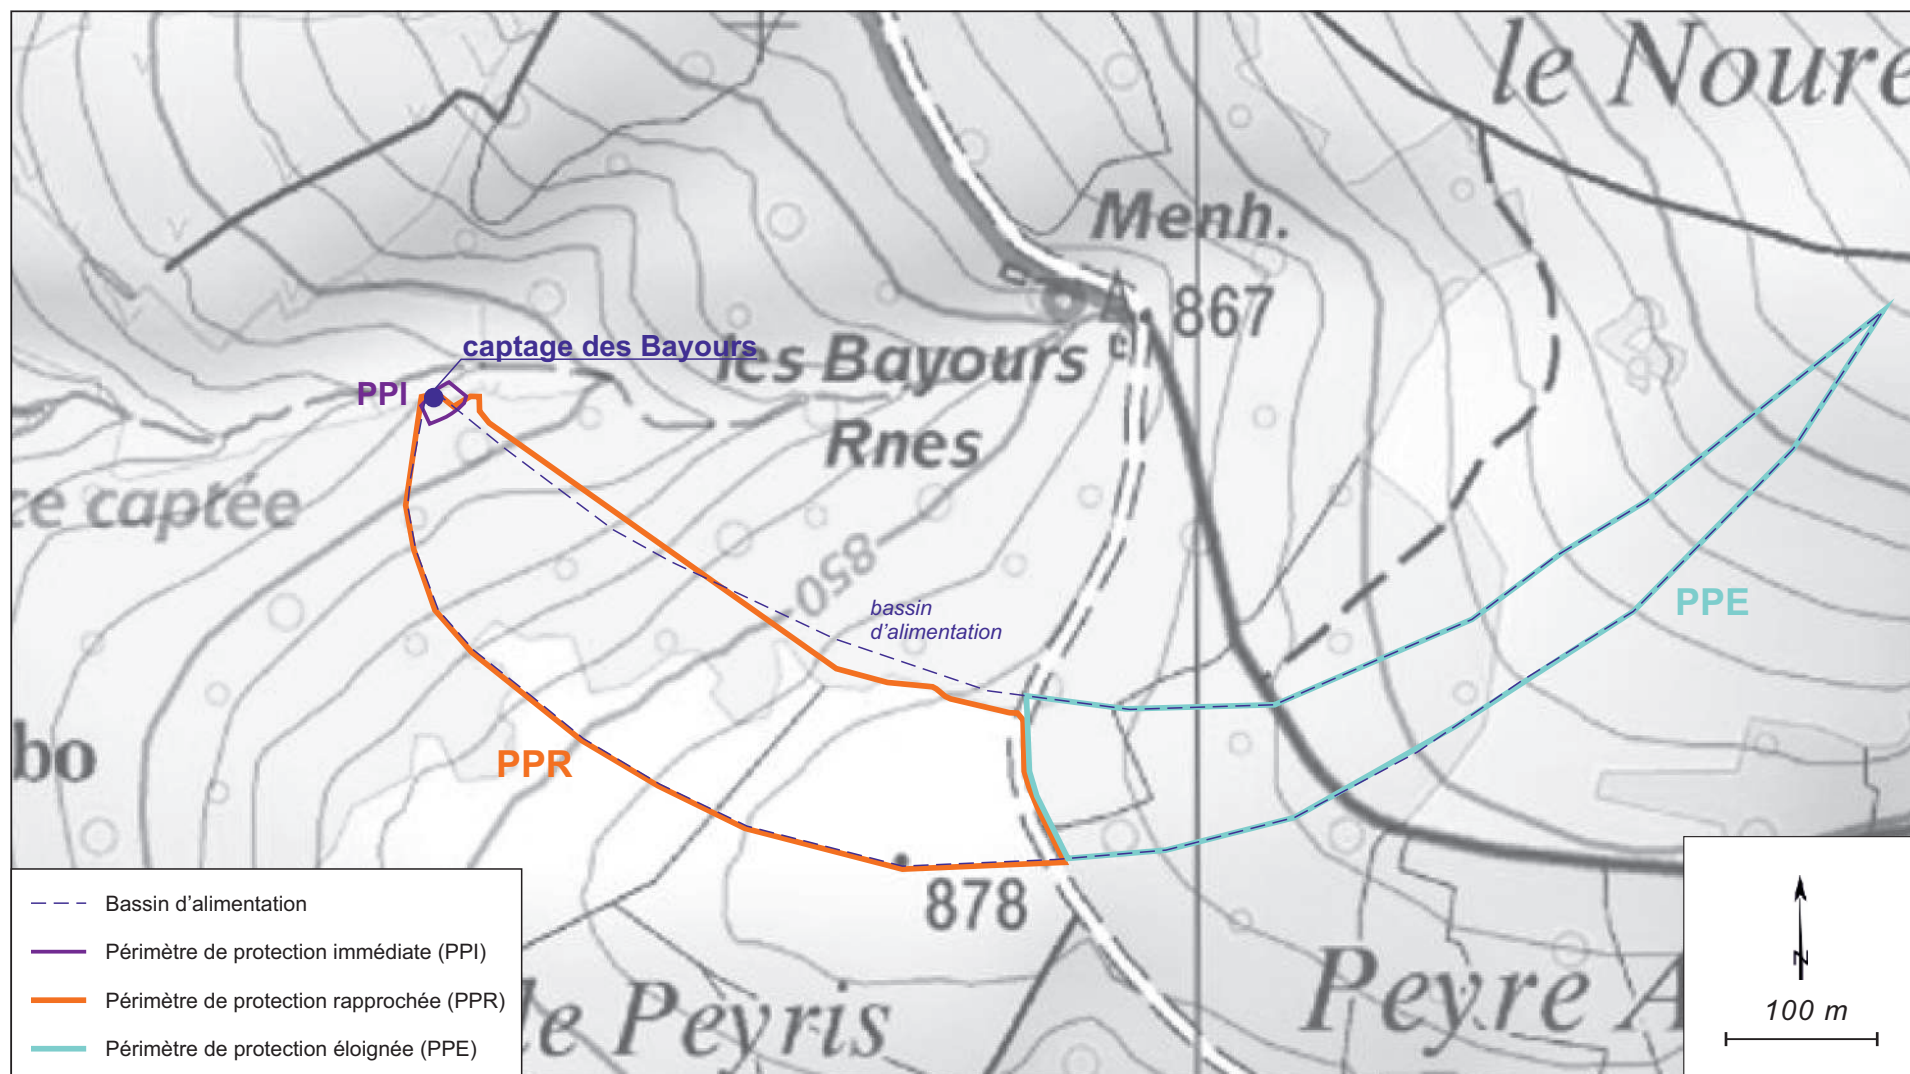 le Noure
Menh.
867
captage des Bayours
les Bayours
PPI
Rnes
ce captée
850
bassin
d'alimentation
PPE
bo
PPR
878
Bassin d'alimentation
Périmètre de protection immédiate (PPI)
Périmètre de protection rapprochée (PPR)
Périmètre de protection éloignée (PPE)
le Peyris
Peyre A
N
100 m